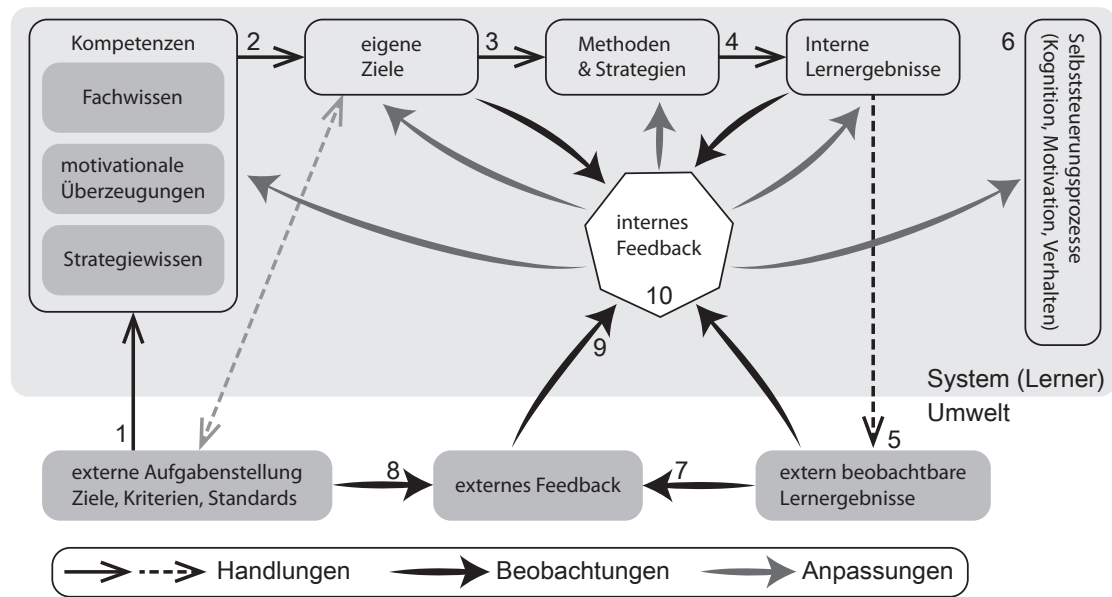 Kompetenzen
Fachwissen
motivationale
Überzeugungen
Strategiewissen
2
eigene
Ziele
3
Methoden
& Strategien
4
Interne
Lernergebnisse
6
Selbststeuerungsprozesse
(Kognition, Motivation, Verhalten)
internes
Feedback
10
9
System (Lerner)
Umwelt
1
5
externe Aufgabenstellung
Ziele, Kriterien, Standards
8
externes Feedback
7
extern beobachtbare
Lernergebnisse
Handlungen
Beobachtungen
Anpassungen